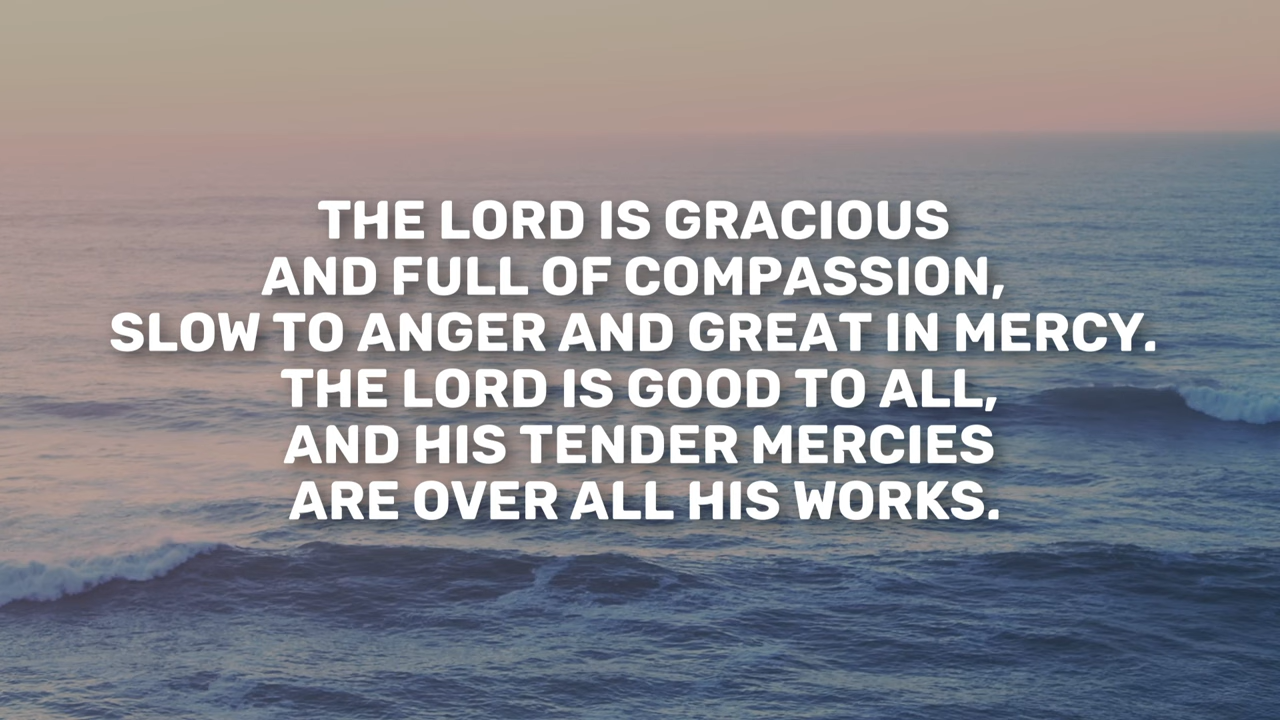 THE LORD IS GRACIOUS
AND FULL OF COMPASSION,
SLOW TO ANGER AND GREAT IN MERCY.
THE LORD IS GOOD TO ALL,
AND HIS TENDER MERCIES
ARE OVER ALL HIS WORKS.